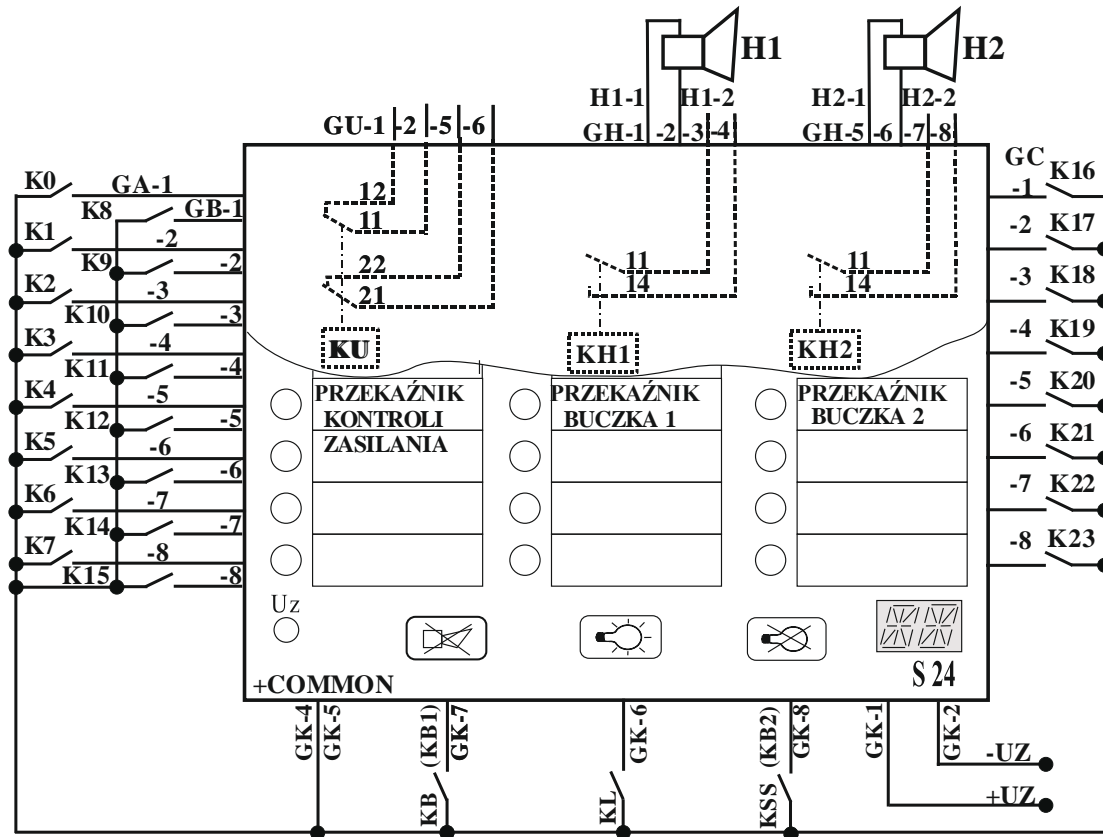 H1
H2
H1-1
H1-2
H2-1
H2-2
GU-1 -2 -5 -6
GH-1 -2 -3 -4
GH-5 -6 -7 -8
GC
K0
GA-1
K8
GB-1
K1
-2
K9
-2
K2
-3
K10
-3
K3
-4
K11
-4
K4
-5
K12
-5
K5
-6
K13
-6
K6
-7
K14
-7
K7
-8
K15
-8
12
11
22
21
KU
11
14
KH1
11
14
KH2
-1 K16
-2 K17
-3 K18
-4 K19
-5 K20
-6 K21
-7 K22
-8 K23
PRZEKAŹNIK
KONTROLI
ZASILANIA
PRZEKAŹNIK
BUCZKA 1
PRZEKAŹNIK
BUCZKA 2
Uz
S 24
+COMMON
GK-4
GK-5
(KB1)
GK-7
GK-6
(KB2)
GK-8
GK-1
GK-2
KB
KL
KSS
-UZ
+UZ